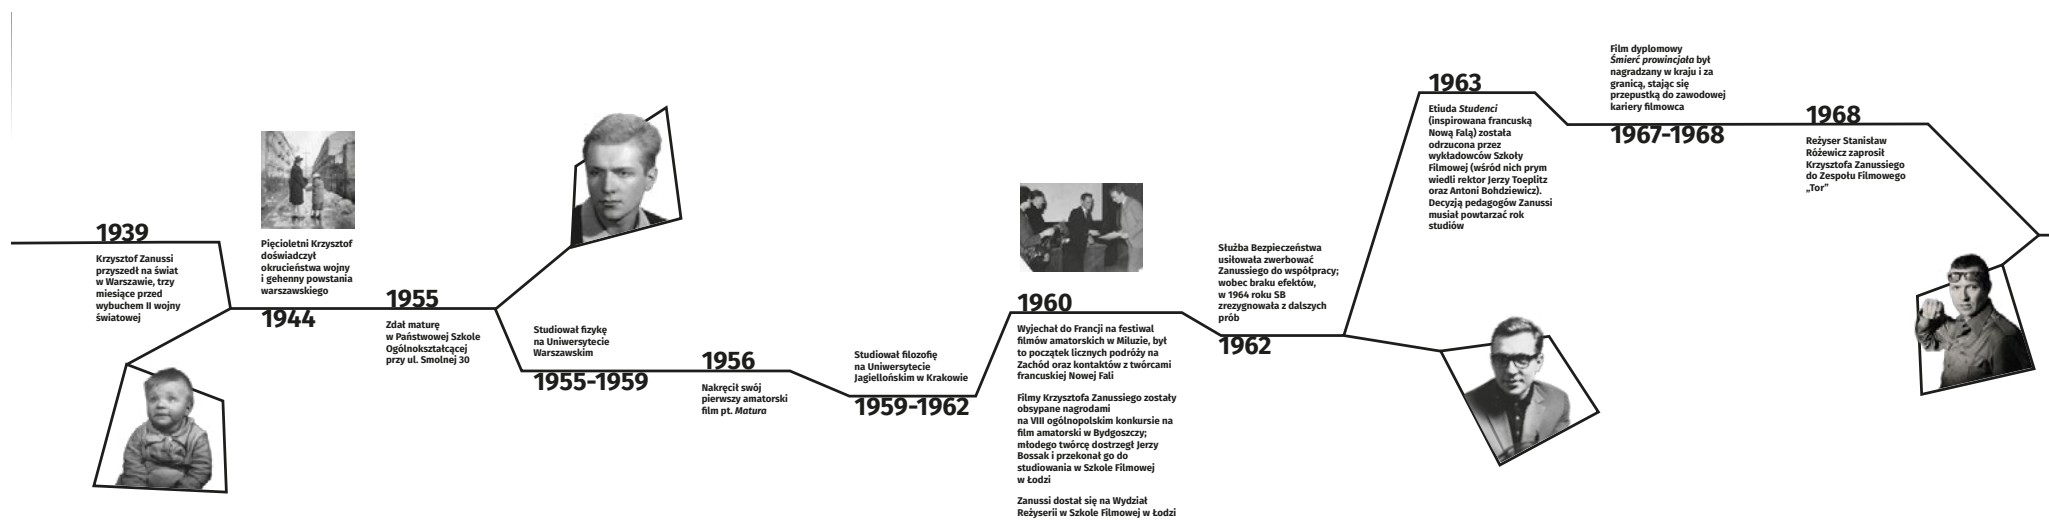 1939
Krzysztof Zanussi
przyszedł na świat
w Warszawie, trzy
miesiące przed
wybuchem II wojny
światowej
Pięcioletni Krzysztof
doświadczył
okrucieństwa wojny
i gehenny powstania
warszawskiego
1944
1955
Zdał maturę
w Państwowej Szkole
Ogólnokształcącej
przy ul. Smolnej 30
Studiował fizykę
na Uniwersytecie
Warszawskim
1955-1959
1956
Nakręcił swój
pierwszy amatorski
film pt. Matura
Studiował filozofię
na Uniwersytecie
Jagiellońskim w Krakowie
1959-1962
1960
Wyjechał do Francji na festiwal
filmów amatorskich w Miluzie, był
to początek licznych podróży na
Zachód oraz kontaktów z twórcami
francuskiej Nowej Fali
Filmy Krzysztofa Zanussiego zostały
obsypane nagrodami
na VIII ogólnopolskim konkursie na
film amatorski w Bydgoszczy;
młodego twórcę dostrzegł Jerzy
Bossak i przekonał go do
studiowania w Szkole Filmowej
w Łodzi
Zanussi dostał się na Wydział
Reżyserii w Szkole Filmowej w Łodzi
Służba Bezpieczeństwa
usiłowała zwerbować
Zanussiego do współpracy;
wobec braku efektów,
w 1964 roku SB
zrezygnowała z dalszych
prób
1962
1963
Etiuda Studenci
(inspirowana francuską
Nową Falą) została
odrzucona przez
wykładowców Szkoły
Filmowej (wśród nich prym
wiedli rektor Jerzy Toeplitz
oraz Antoni Bohdziewicz).
Decyzją pedagogów Zanussi
musiał powtarzać rok
studiów
Film dyplomowy
Śmierć prowincjała był
nagradzany w kraju i za
granicą, stając się
przepustką do zawodowej
kariery filmowca
1967-1968
1968
Reżyser Stanisław
Różewicz zaprosił
Krzysztofa Zanussiego
do Zespołu Filmowego
„Tor”